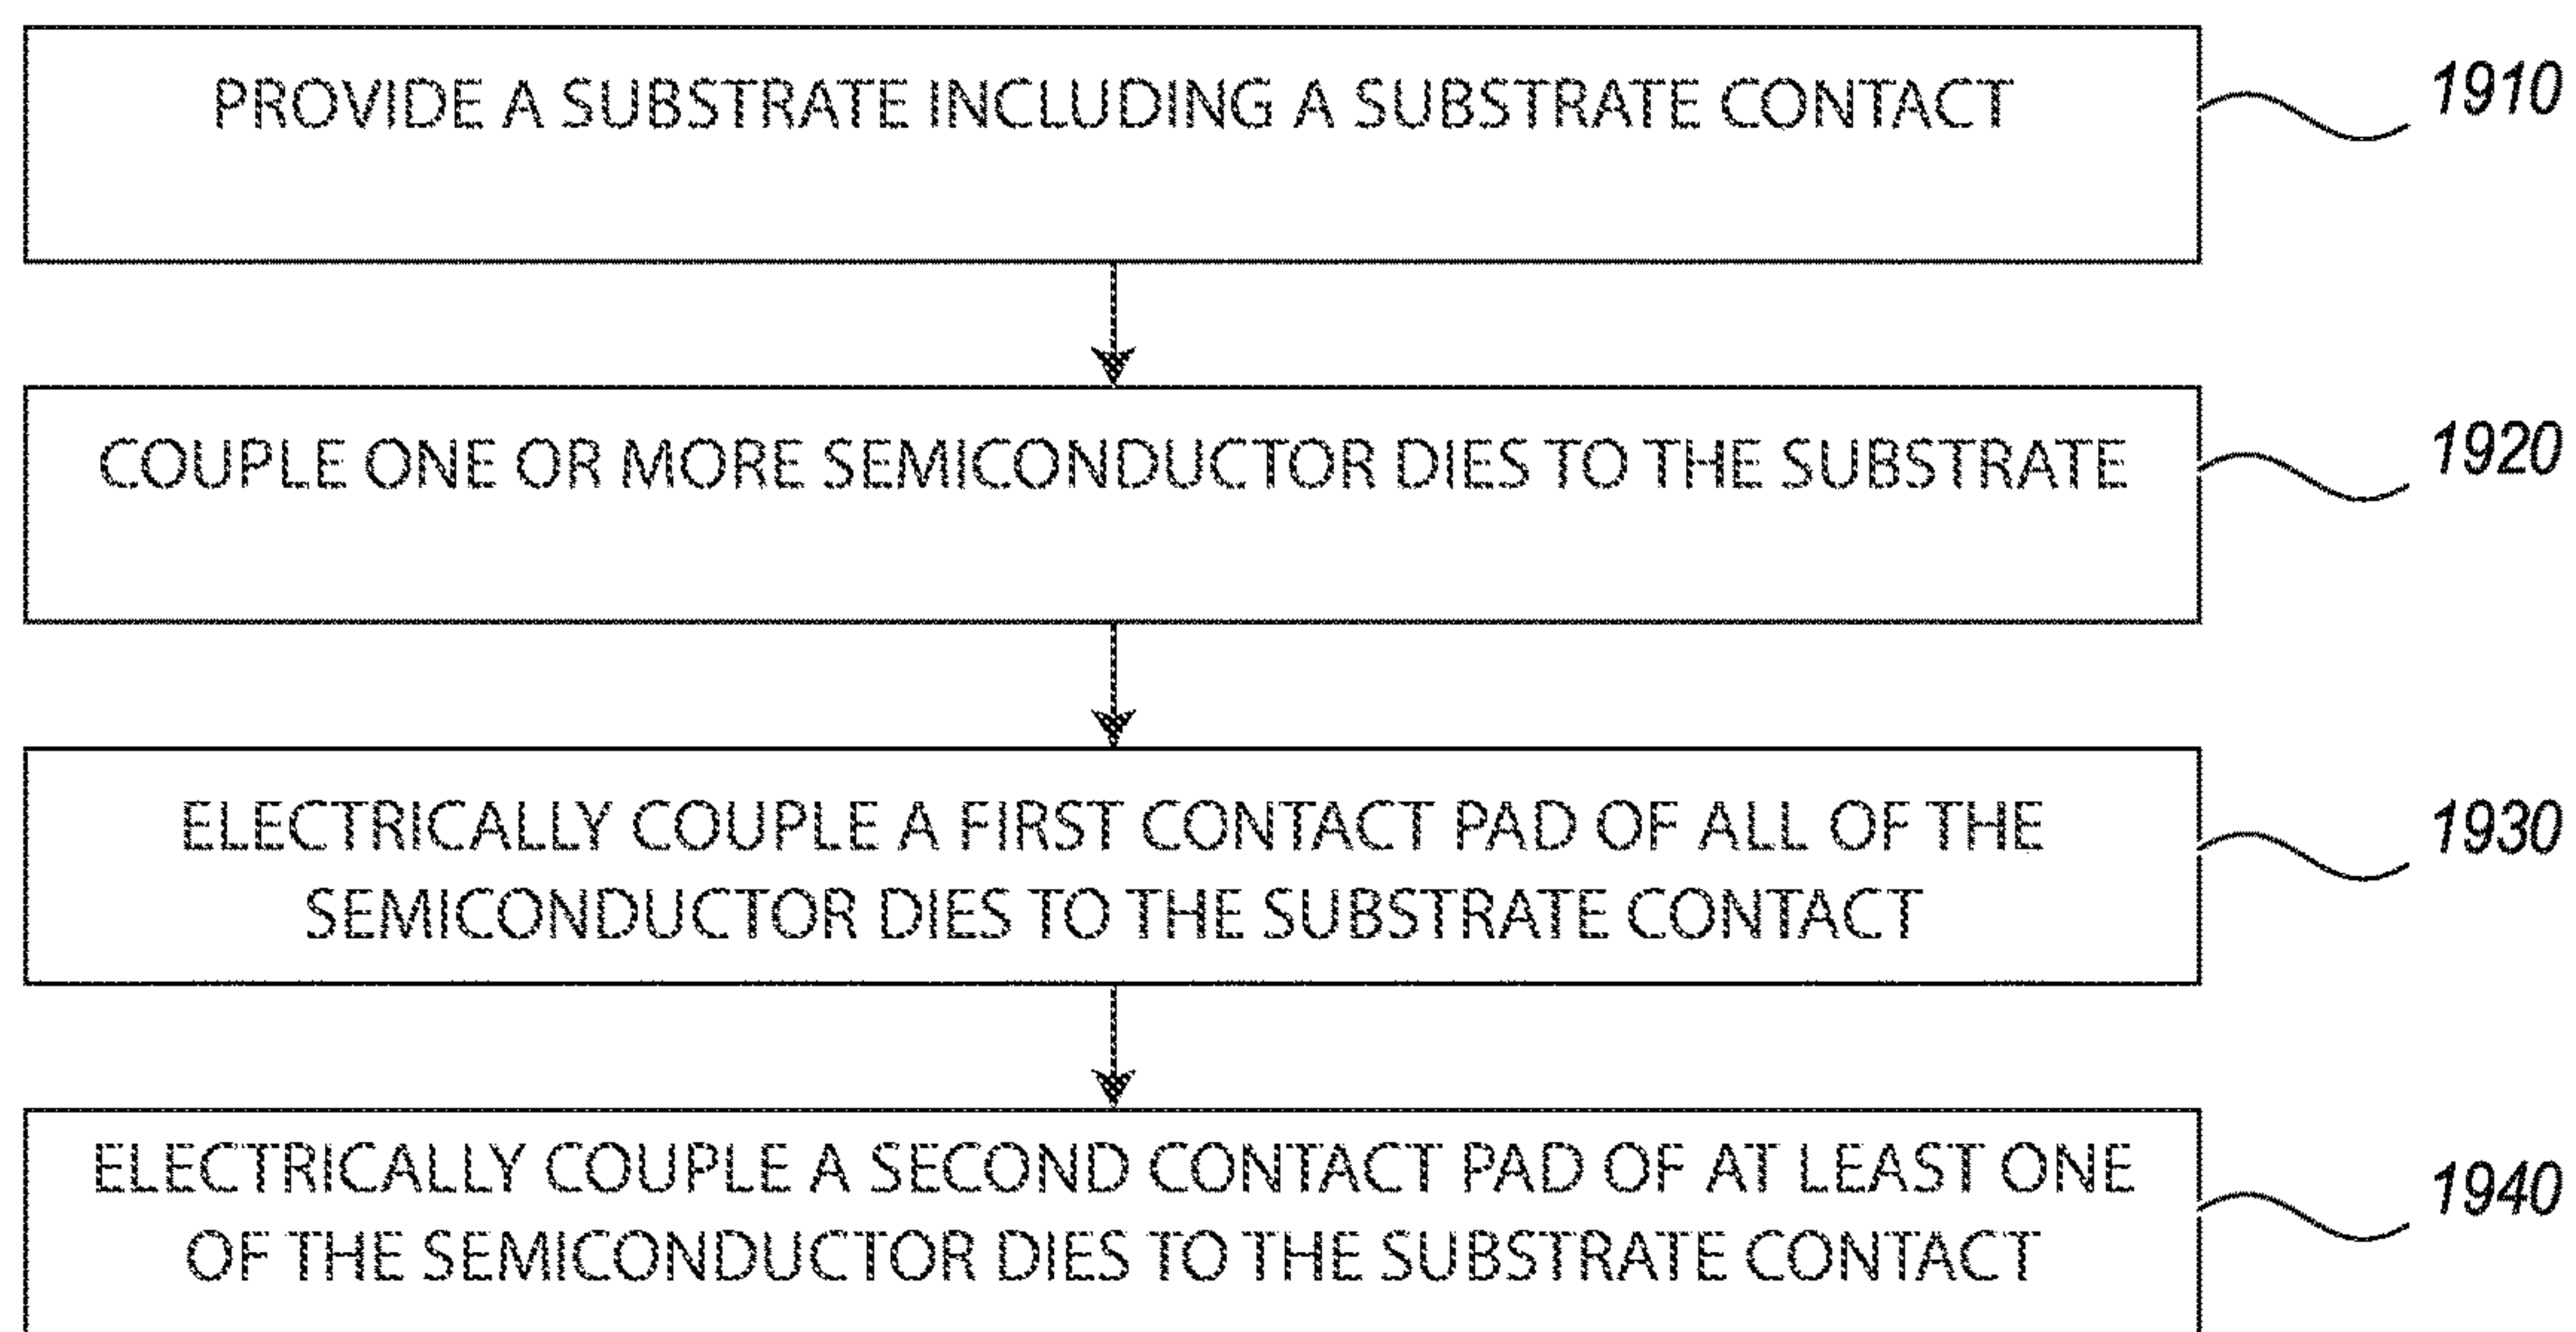 PROVIDE A SUBSTRATE INCLUDING A SUBSTRATE CONTACT
1910
COUPLE ONE OR MORE SEMICONDUCTOR DIES TO THE SUBSTRATE
1920
ELECTRICALLY COUPLE A FIRST CONTACT PAD OF ALL OF THE
SEMICONDUCTOR DIES TO THE SUBSTRATE CONTACT
1930
ELECTRICALLY COUPLE A SECOND CONTACT PAD OF AT LEAST ONE
OF THE SEMICONDUCTOR DIES TO THE SUBSTRATE CONTACT
1940